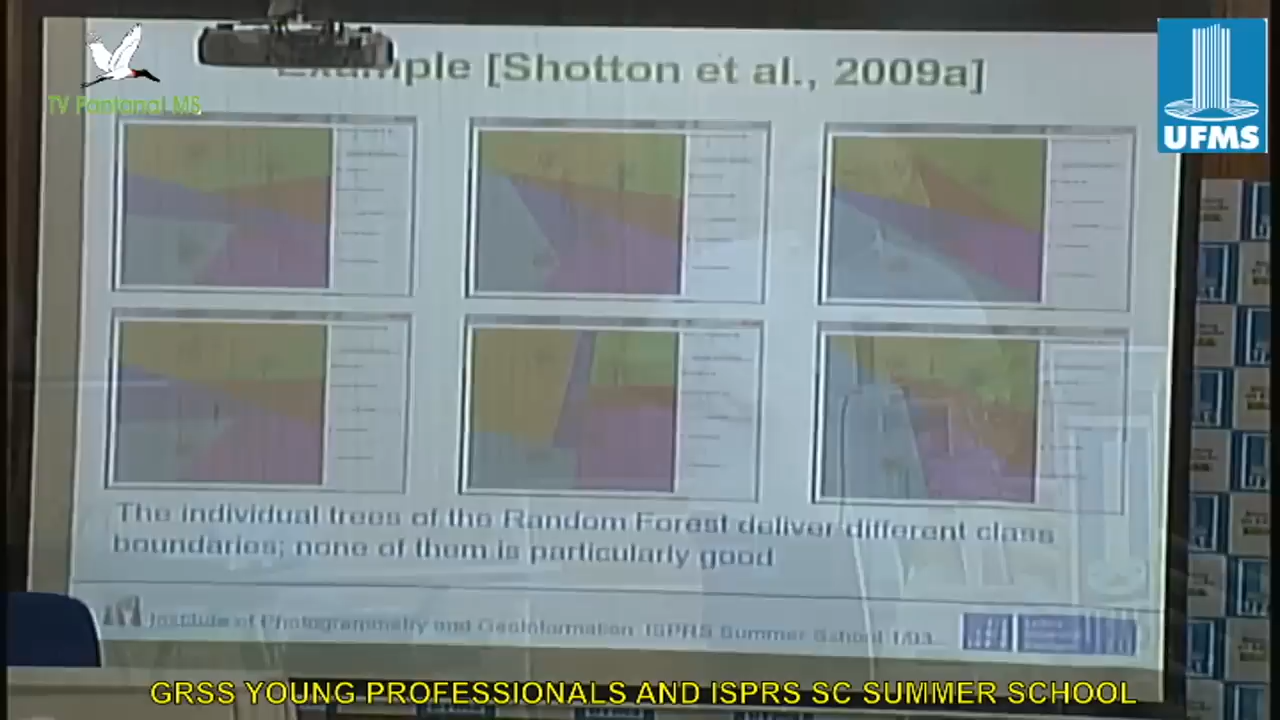 Example [Shotton et al., 2009a]
TV Pantanal MS
UFMS
The individual trees of the Random Forest deliver different class
boundaries; none of them is particularly good
Institute of Photogrammetry and GeoInformation ISPRS Summer School
GRSS YOUNG PROFESSIONALS AND ISPRS SC SUMMER SCHOOL